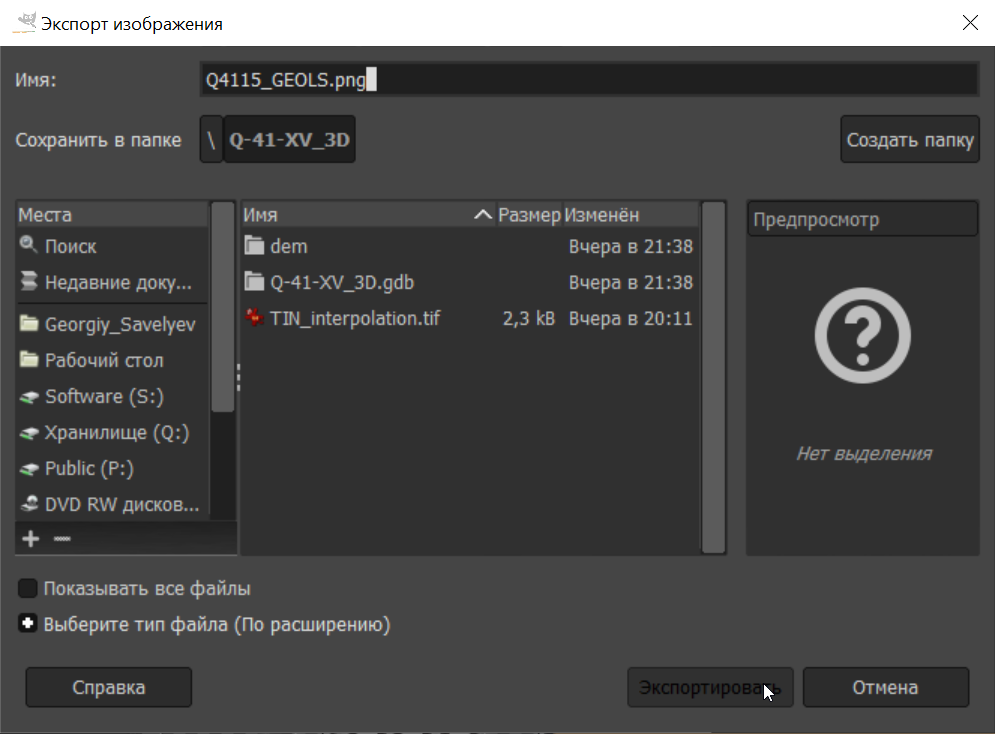 Экспорт изображения
Имя: Q4115_GEOLS.png
Сохранить в папке \ Q-41-XV_3D Создать папку
Места Имя Размер Изменён Предпросмотр
Поиск dem Вчера в 21:38
Недавние доку... Q-41-XV_3D.gdb Вчера в 21:38
Georgiy_Savelyev TIN_interpolation.tif 2,3 kB Вчера в 20:11
Рабочий стол
Software (S:)
Хранилище (Q:)
Public (P:) Нет выделения
DVD RW дисков...
Показывать все файлы
Выберите тип файла (По расширению)
Справка Экспортировать Отмена